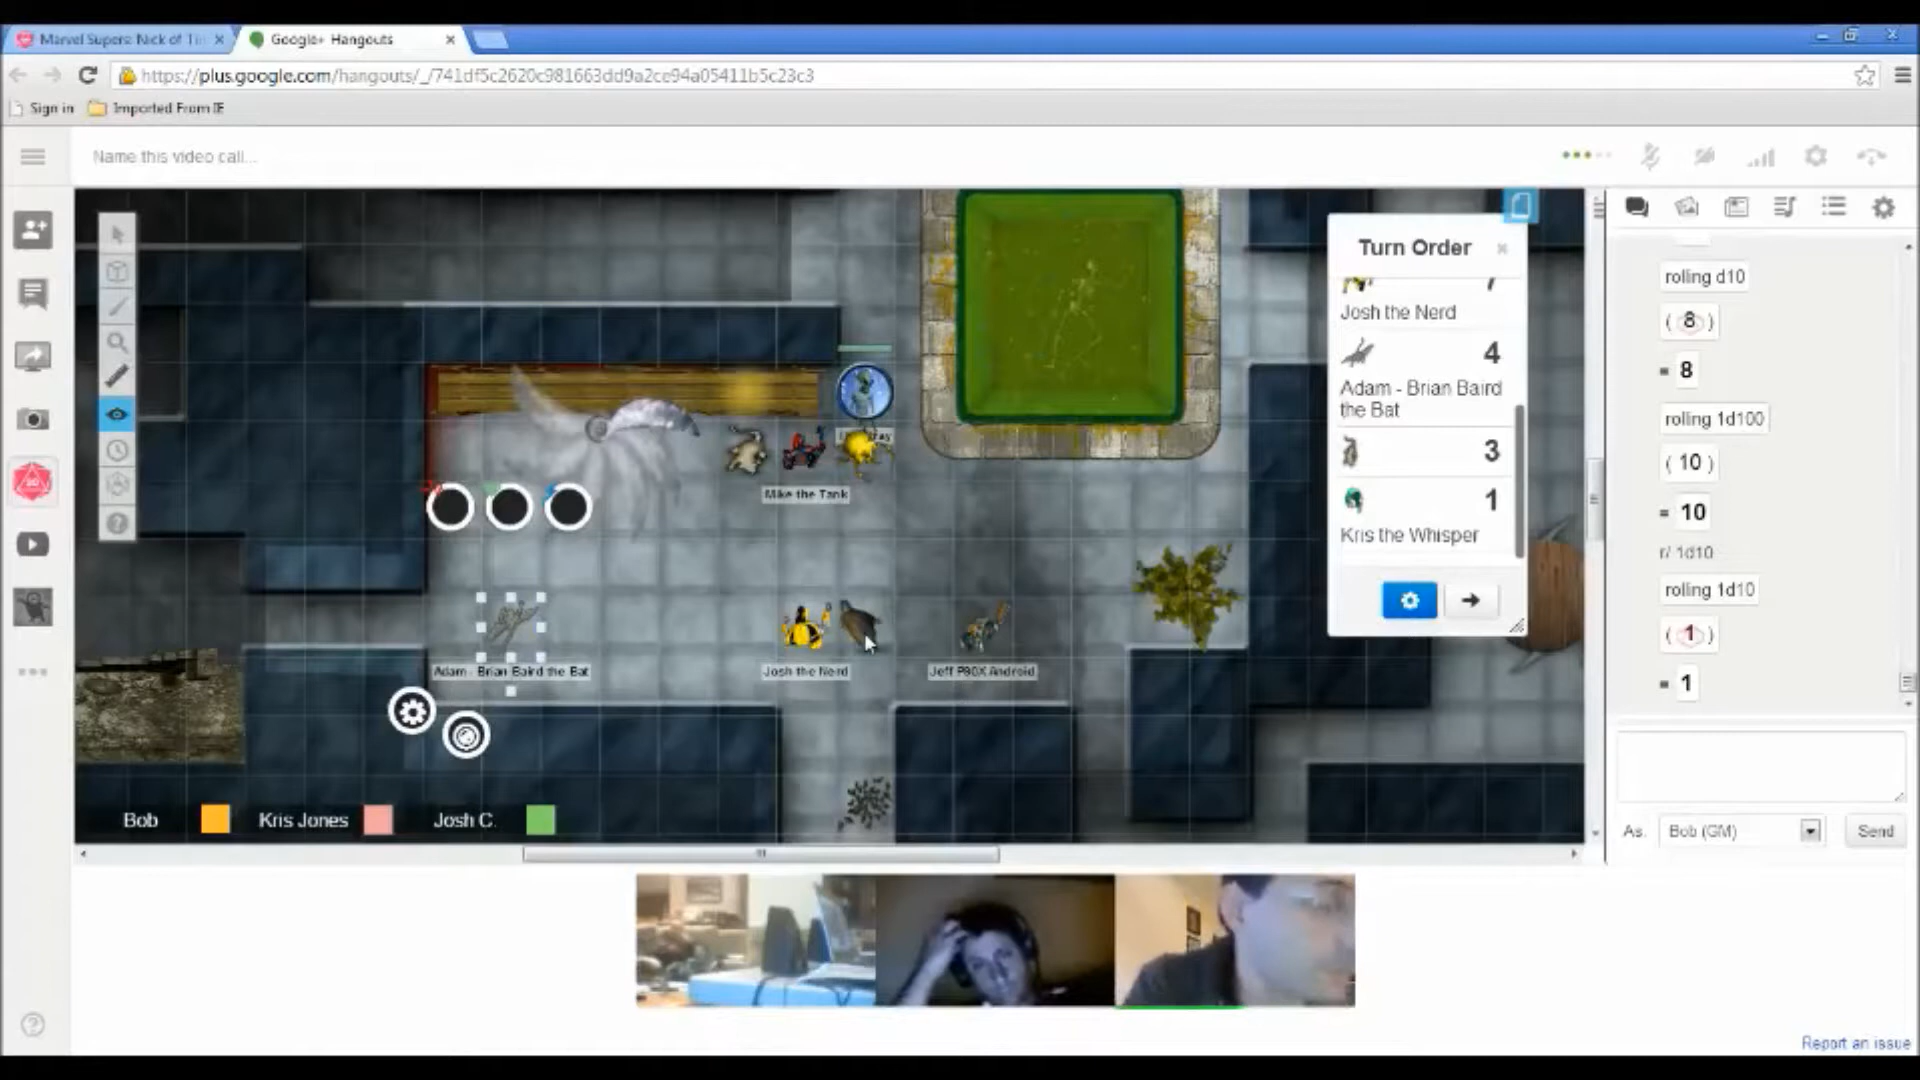 Marvel Supers: Nick of Ti
Google+ Hangouts
https://plus.google.com/hangouts/_/741df5c2620c981663dd9a2ce94a05411b5c23c3
Sign in
Imported From IE
Name this video call...
Turn Order
7
Josh the Nerd
4
Adam - Brian Baird
the Bat
3
1
Kris the Whisper
Mike the Tank
Adam - Brian Baird the Bat
Josh the Nerd
Jeff P90X Android
Bob
Kris Jones
Josh C.
rolling d10
( 8 )
= 8
rolling 1d100
( 10 )
= 10
r/ 1d10
rolling 1d10
( 1 )
= 1
As:
Bob (GM)
Send
Report an issue